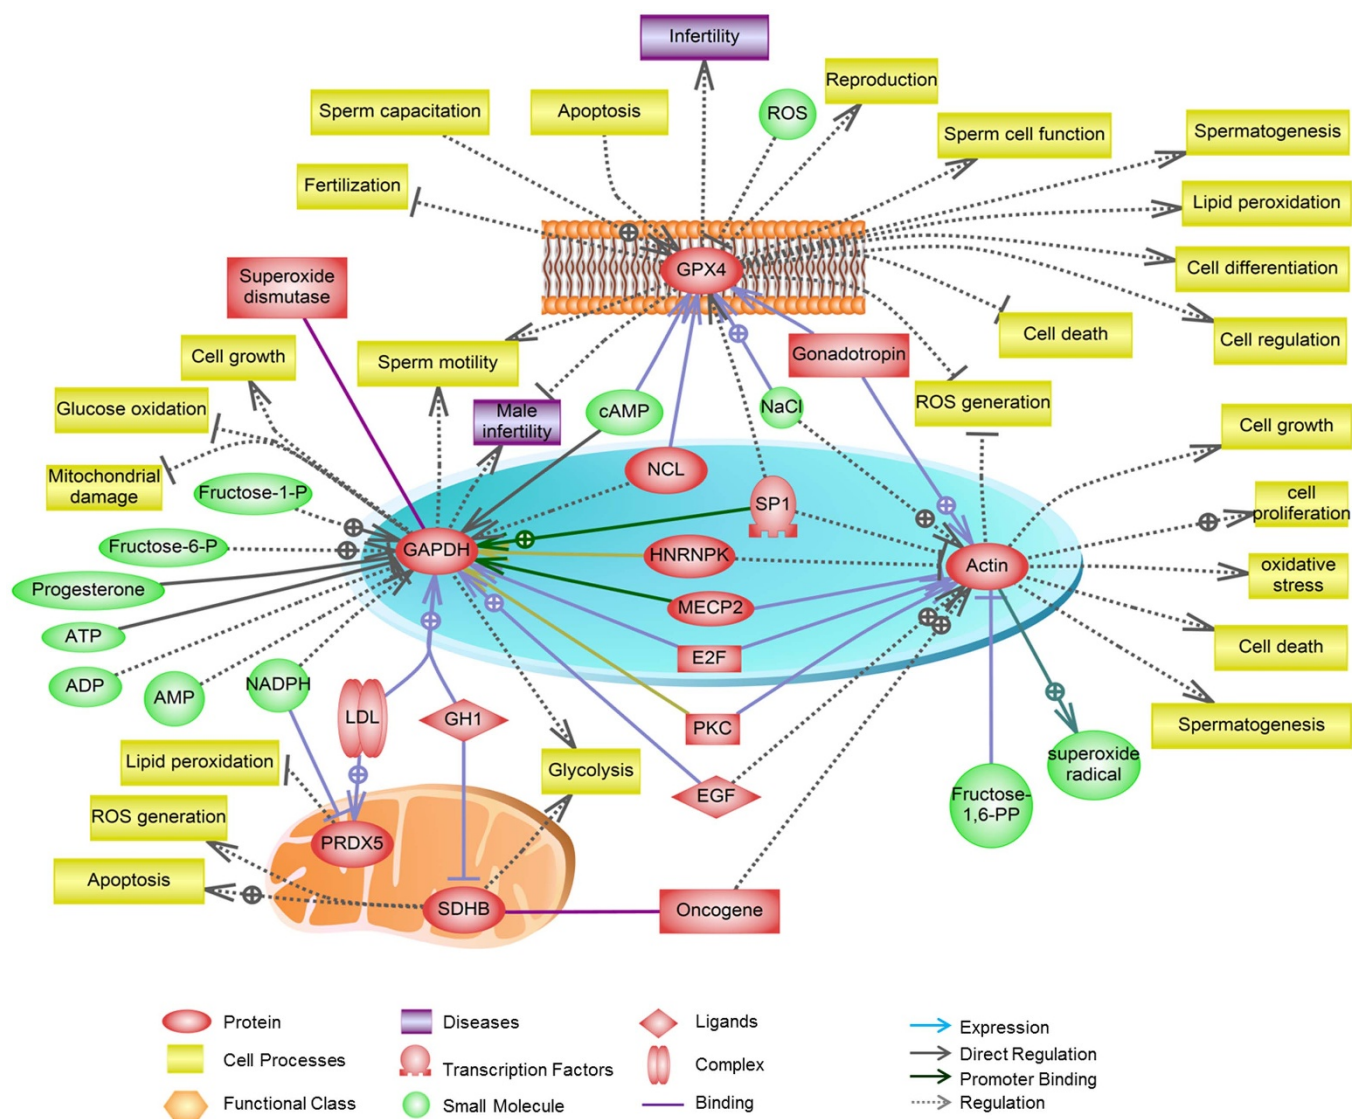 Infertility
Reproduction
Sperm capacitation
Apoptosis
ROS
Sperm cell function
Spermatogenesis
Fertilization
Lipid peroxidation
GPX4
Cell differentiation
Superoxide
dismutase
Cell death
Cell regulation
Cell growth
Sperm motility
Gonadotropin
Glucose oxidation
Male
infertility
cAMP
NaCl
ROS generation
Cell growth
Mitochondrial
damage
Fructose-1-P
NCL
SP1
cell
proliferation
Fructose-6-P
GAPDH
HNRNPK
Actin
oxidative
stress
Progesterone
MECP2
ATP
E2F
Cell death
ADP
AMP
NADPH
LDL
GH1
PKC
Spermatogenesis
Lipid peroxidation
Glycolysis
superoxide
radical
EGF
Fructose-
1,6-PP
ROS generation
PRDX5
Apoptosis
SDHB
Oncogene
Protein
Diseases
Ligands
Expression
Cell Processes
Transcription Factors
Complex
Direct Regulation
Promoter Binding
Functional Class
Small Molecule
Binding
Regulation